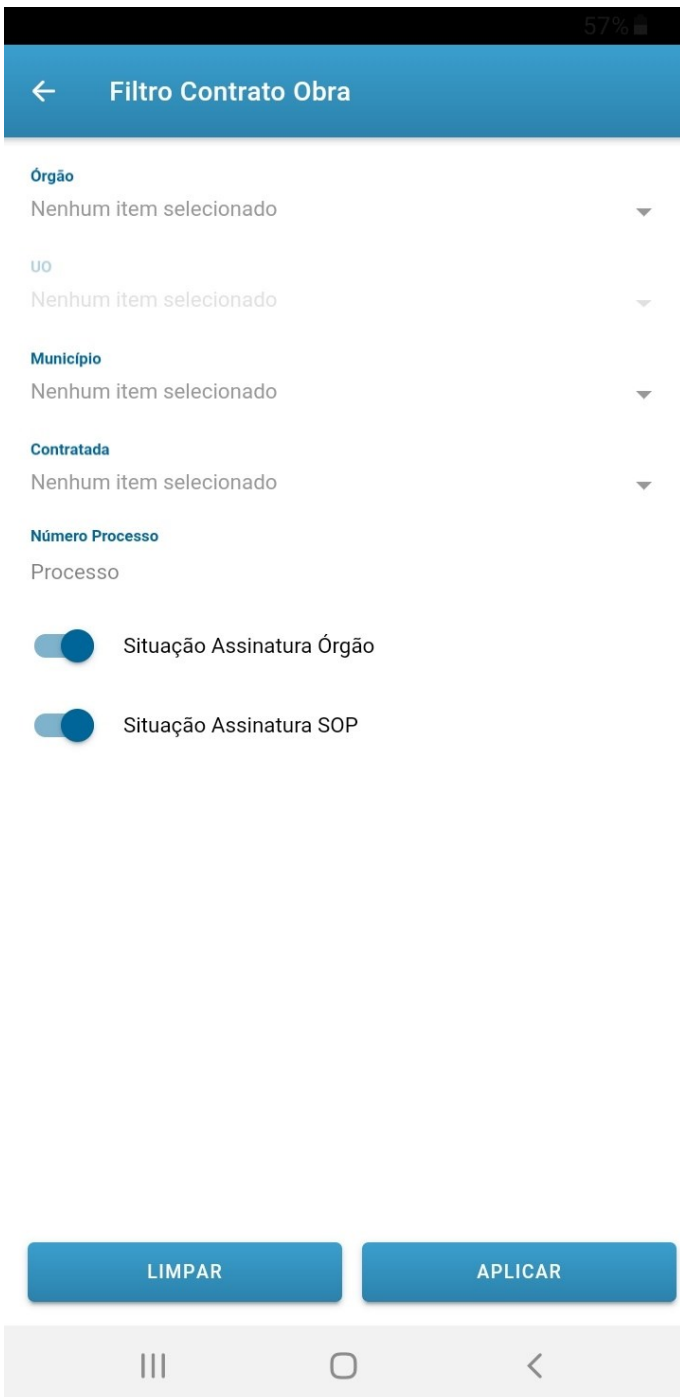 57%
Filtro Contrato Obra
Órgão
Nenhum item selecionado
UO
Nenhum item selecionado
Município
Nenhum item selecionado
Contratada
Nenhum item selecionado
Número Processo
Processo
Situação Assinatura Órgão
Situação Assinatura SOP
LIMPAR APLICAR